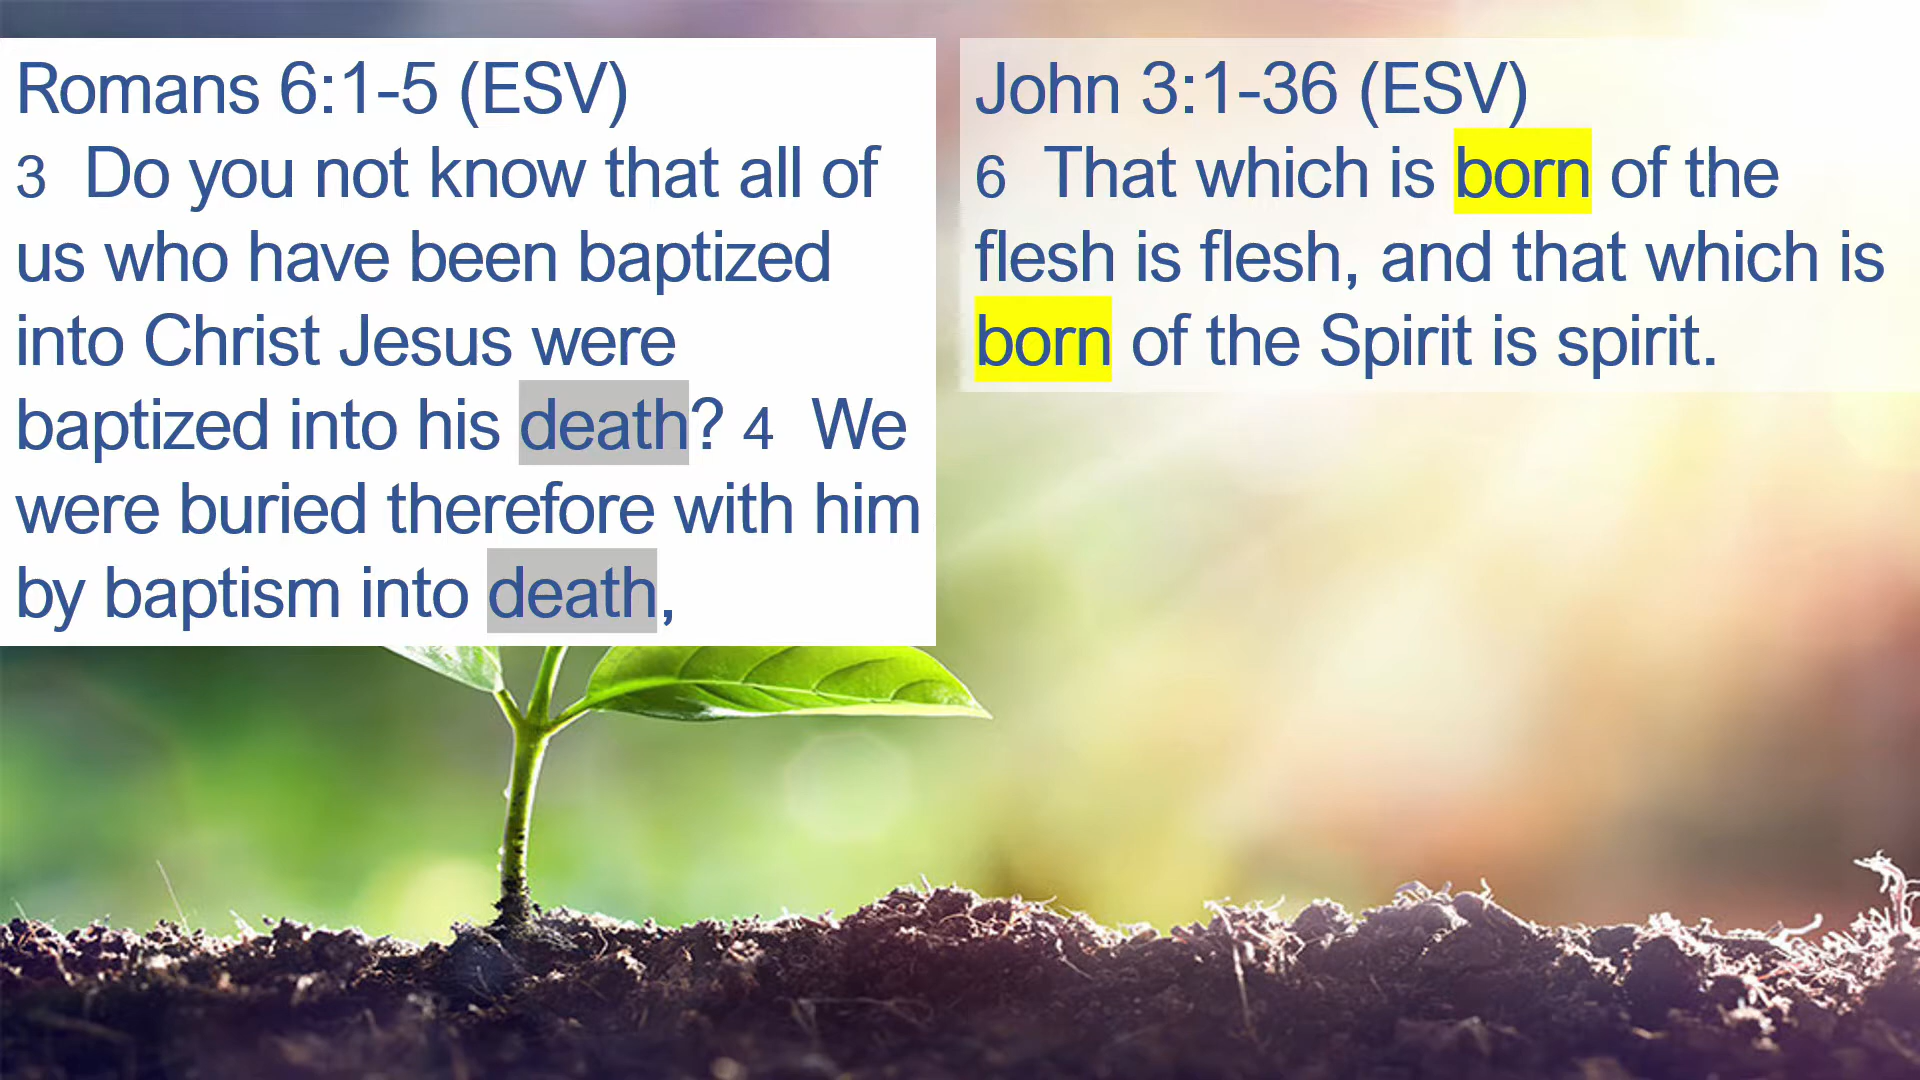 Romans 6:1-5 (ESV)
3 Do you not know that all of
us who have been baptized
into Christ Jesus were
baptized into his death? 4 We
were buried therefore with him
by baptism into death,
John 3:1-36 (ESV)
6 That which is born of the
flesh is flesh, and that which is
born of the Spirit is spirit.